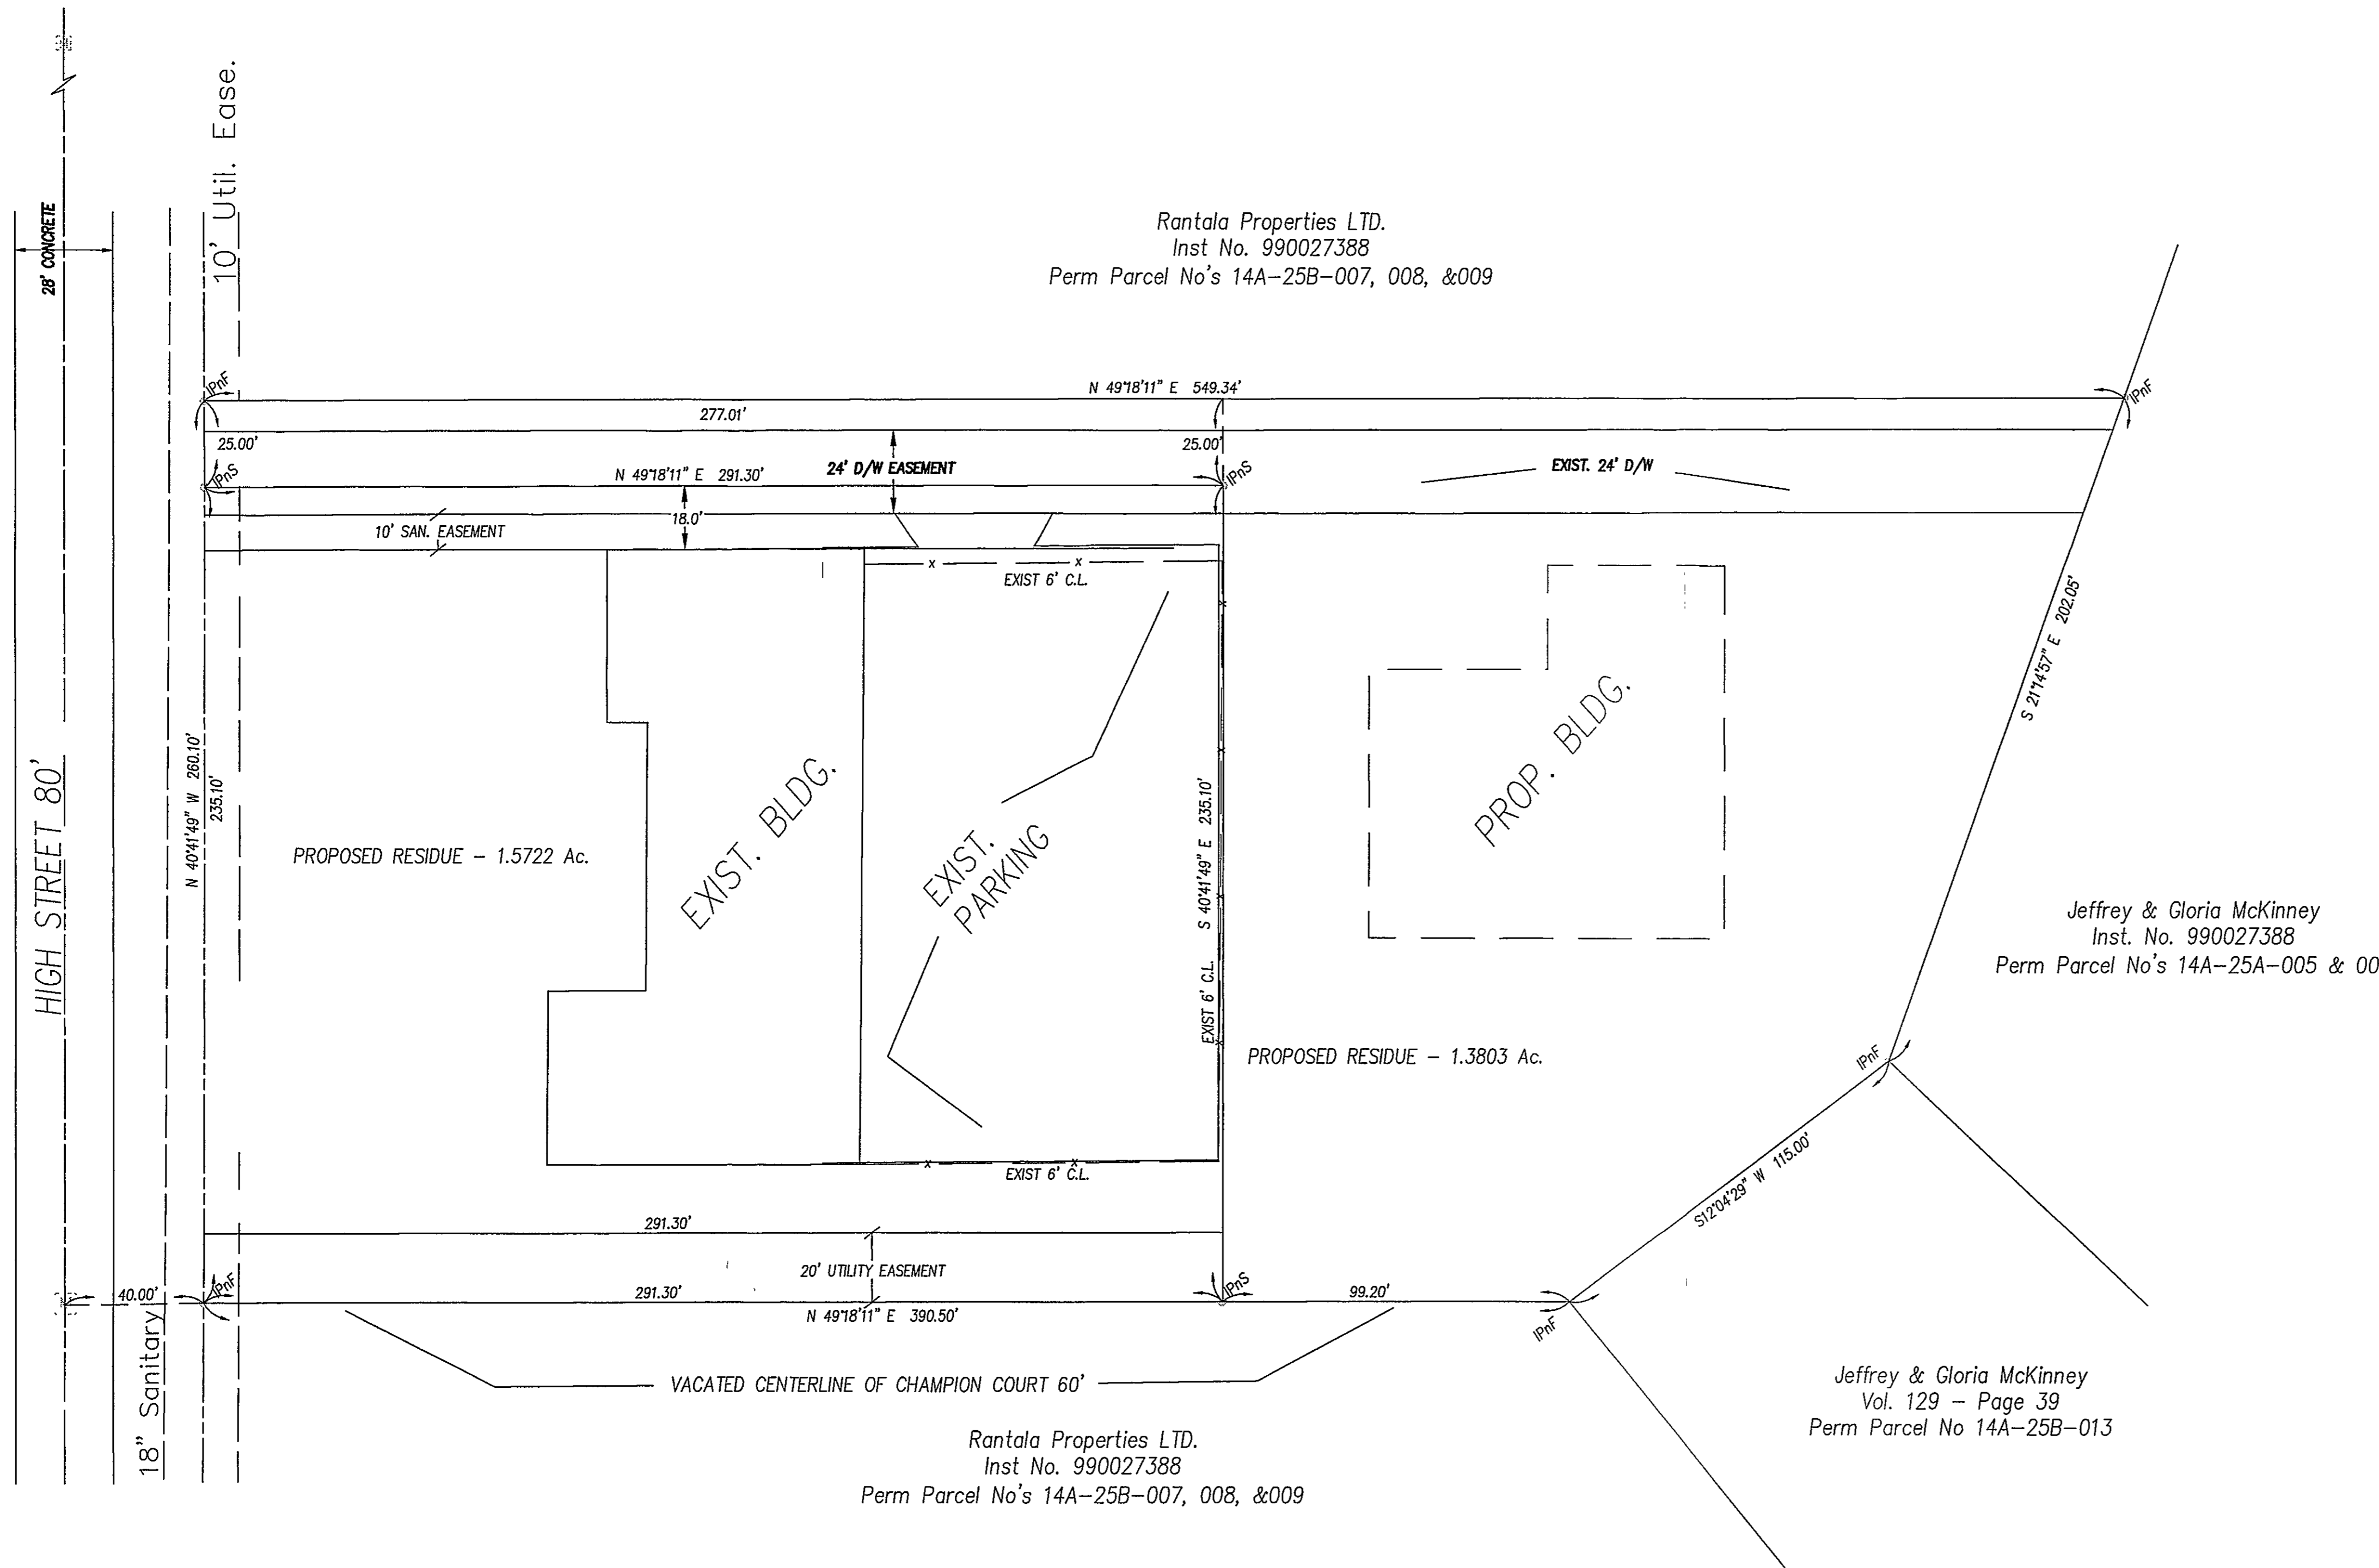 10' Util. Ease.
28' CONCRETE
Rantala Properties LTD.
Inst No. 990027388
Perm Parcel No's 14A-25B-007, 008, &009
IPnF
N 49°18'11" E 549.34'
IPnF
277.01'
25.00'
25.00'
IPnS
N 49°18'11" E 291.30'
24' D/W EASEMENT
IPnS
EXIST. 24' D/W
10' SAN. EASEMENT
18.0'
EXIST 6' C.L.
S 21°14'57" E 202.05'
HIGH STREET 80'
N 40°41'49" W 260.10'
235.10'
PROPOSED RESIDUE - 1.5722 Ac.
EXIST. BLDG.
EXIST.
PARKING
EXIST 6' C.L. S 40°41'49" E 235.10'
PROP. BLDG.
Jeffrey & Gloria McKinney
Inst. No. 990027388
Perm Parcel No's 14A-25A-005 & 00
PROPOSED RESIDUE - 1.3803 Ac.
IPnF
EXIST 6' C.L.
S12°04'29" W 115.00'
291.30'
20' UTILITY EASEMENT
40.00'
IPnF
291.30'
IPnS
99.20'
N 49°18'11" E 390.50'
IPnF
18" Sanitary
VACATED CENTERLINE OF CHAMPION COURT 60'
Jeffrey & Gloria McKinney
Vol. 129 - Page 39
Perm Parcel No 14A-25B-013
Rantala Properties LTD.
Inst No. 990027388
Perm Parcel No's 14A-25B-007, 008, &009